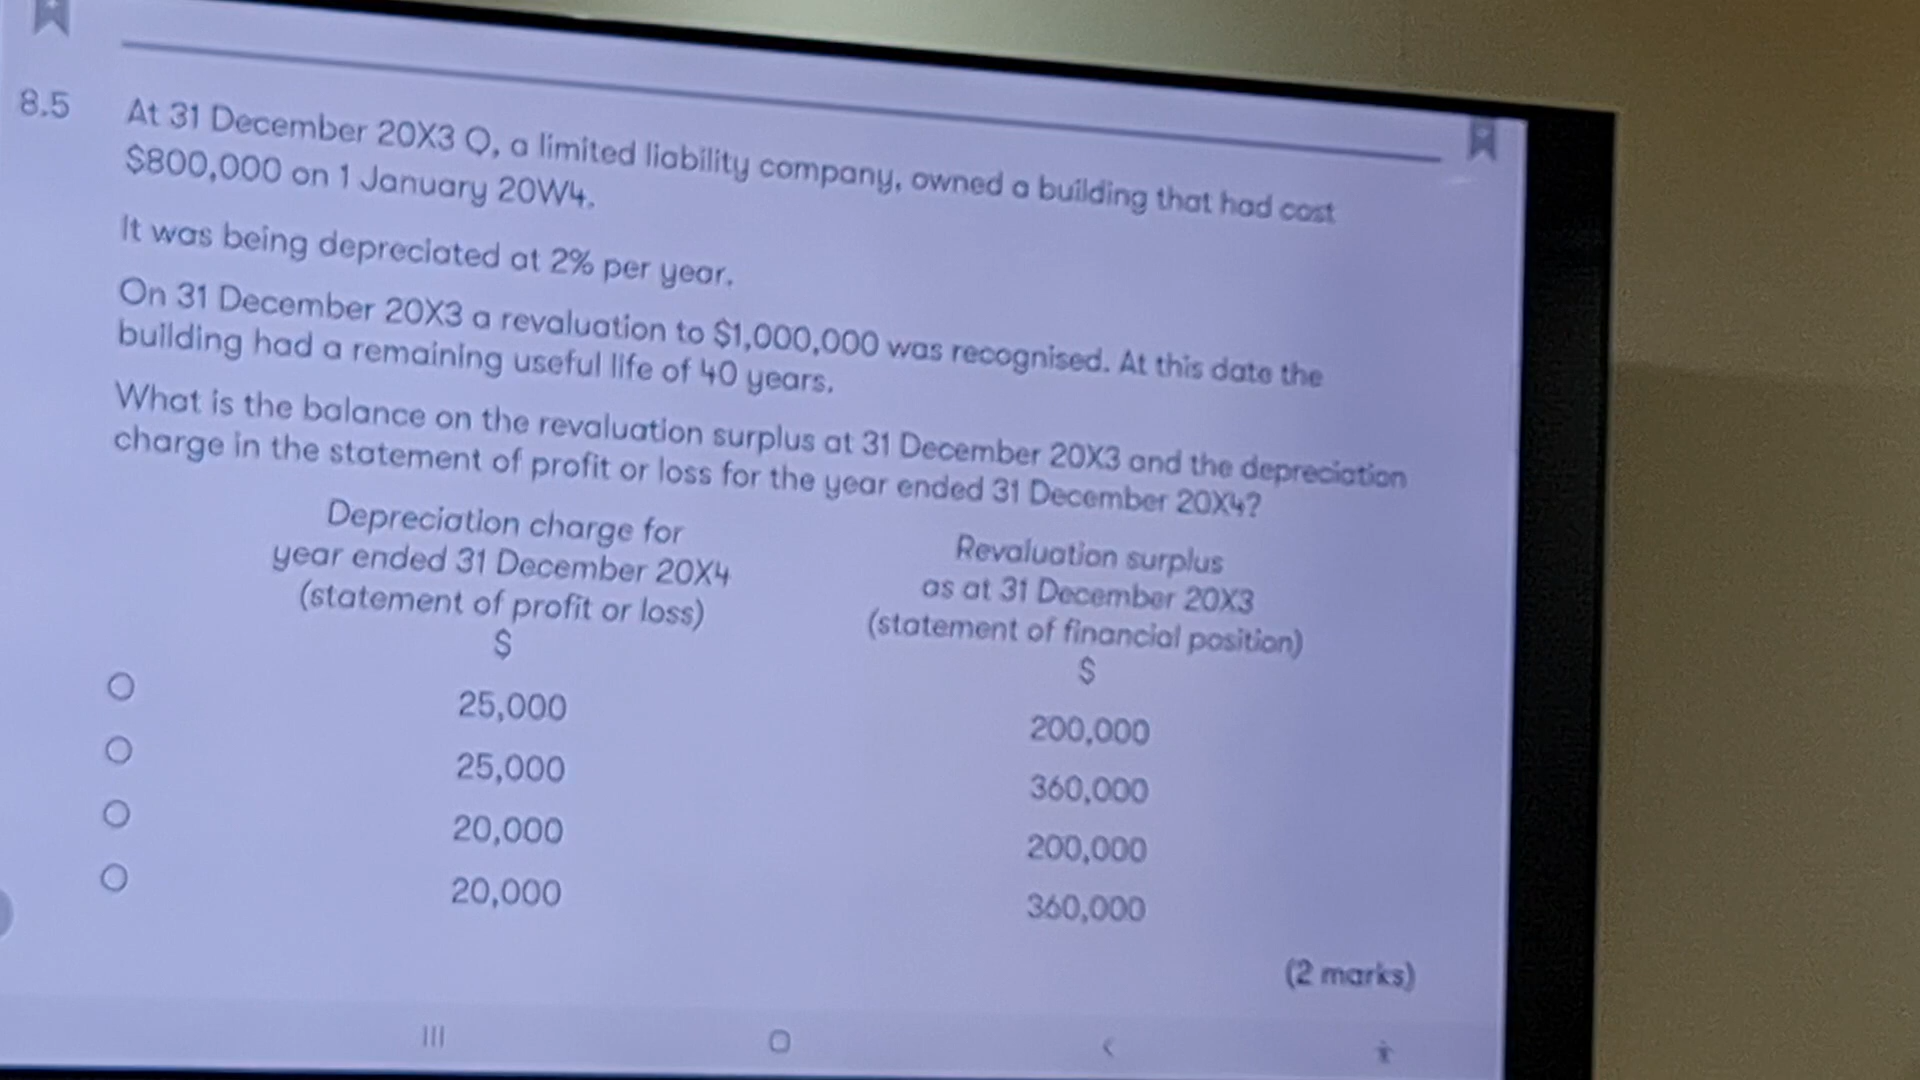 8.5 At 31 December 20X3 Q, a limited liability company, owned a building that had cost
$800,000 on 1 January 20W4.
It was being depreciated at 2% per year.
On 31 December 20X3 a revaluation to $1,000,000 was recognised. At this date the
building had a remaining useful life of 40 years.
What is the balance on the revaluation surplus at 31 December 20X3 and the depreciation
charge in the statement of profit or loss for the year ended 31 December 20X4?
Depreciation charge for
year ended 31 December 20X4
(statement of profit or loss)
$
Revaluation surplus
as at 31 December 20X3
(statement of financial position)
$
25,000 200,000
25,000 360,000
20,000 200,000
20,000 360,000
(2 marks)